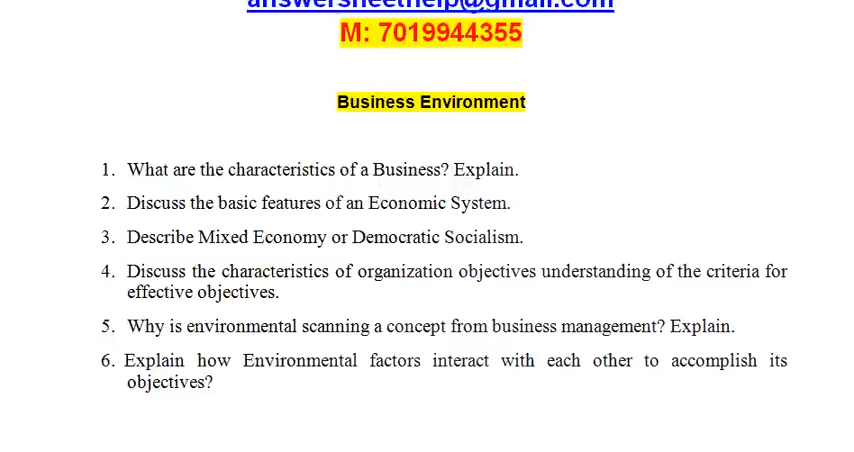 answersheethelp@gmail.com
M: 7019944355
Business Environment
1. What are the characteristics of a Business? Explain.
2. Discuss the basic features of an Economic System.
3. Describe Mixed Economy or Democratic Socialism.
4. Discuss the characteristics of organization objectives understanding of the criteria for
effective objectives.
5. Why is environmental scanning a concept from business management? Explain.
6. Explain how Environmental factors interact with each other to accomplish its
objectives?